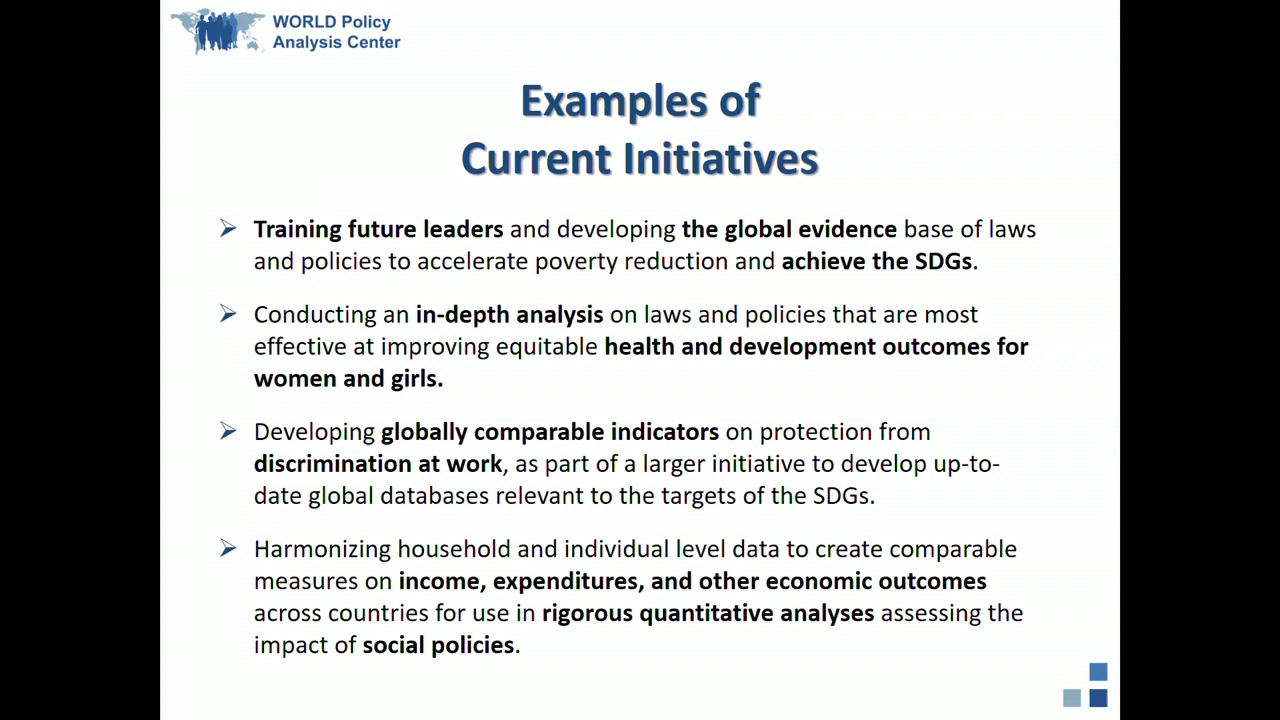 WORLD Policy
Analysis Center
Examples of
Current Initiatives
Training future leaders and developing the global evidence base of laws
and policies to accelerate poverty reduction and achieve the SDGs.
Conducting an in-depth analysis on laws and policies that are most
effective at improving equitable health and development outcomes for
women and girls.
Developing globally comparable indicators on protection from
discrimination at work, as part of a larger initiative to develop up-to-
date global databases relevant to the targets of the SDGs.
Harmonizing household and individual level data to create comparable
measures on income, expenditures, and other economic outcomes
across countries for use in rigorous quantitative analyses assessing the
impact of social policies.